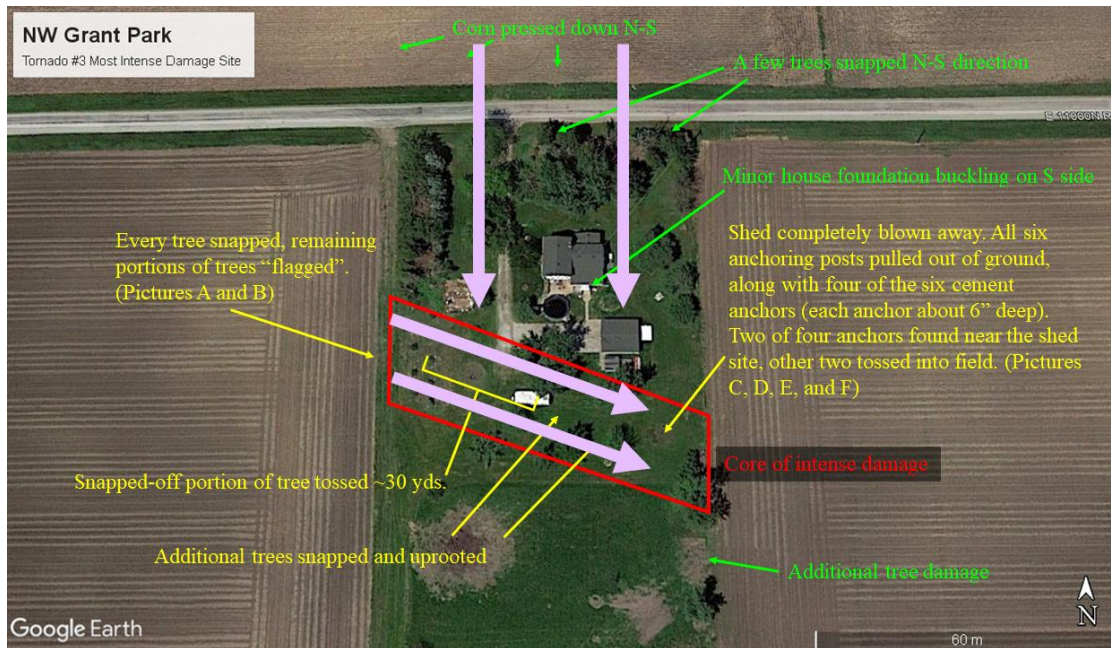 NW Grant Park
Tornado #3 Most Intense Damage Site
Corn pressed down N-S
A few trees snapped N-S direction
Minor house foundation buckling on S side
Every tree snapped, remaining
portions of trees “flagged”.
(Pictures A and B)
Shed completely blown away. All six
anchoring posts pulled out of ground,
along with four of the six cement
anchors (each anchor about 6” deep).
Two of four anchors found near the shed
site, other two tossed into field. (Pictures
C, D, E, and F)
Core of intense damage
Snapped-off portion of tree tossed ~30 yds.
Additional trees snapped and uprooted
Additional tree damage
N
Google Earth
60 m